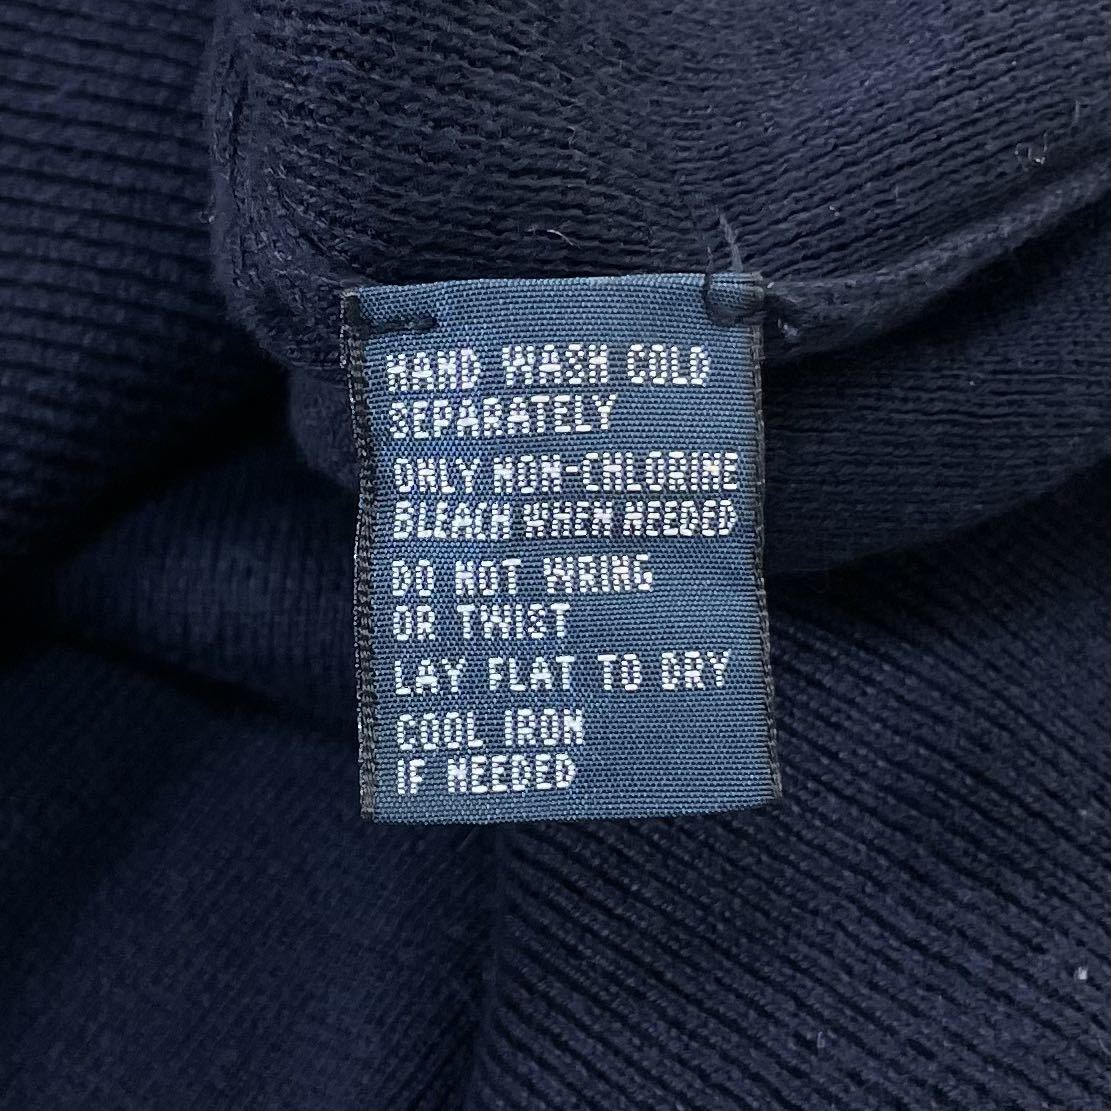 HAND WASH COLD
SEPARATELY
ONLY NON-CHLORINE
BLEACH WHEN NEEDED
DO NOT WRING
OR TWIST
LAY FLAT TO DRY
COOL IRON
IF NEEDED